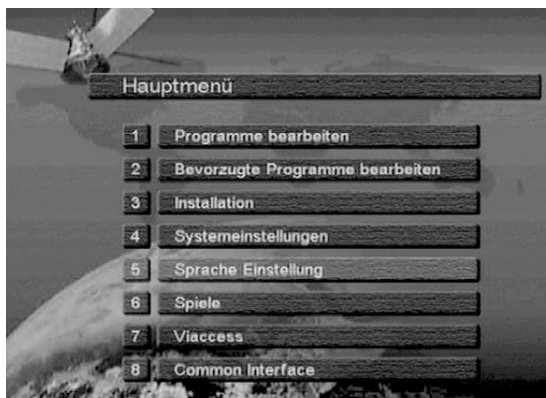 Hauptmenü
1 Programme bearbeiten
2 Bevorzugte Programme bearbeiten
3 Installation
4 Systemeinstellungen
5 Sprache Einstellung
6 Spiele
7 Viaccess
8 Common Interface